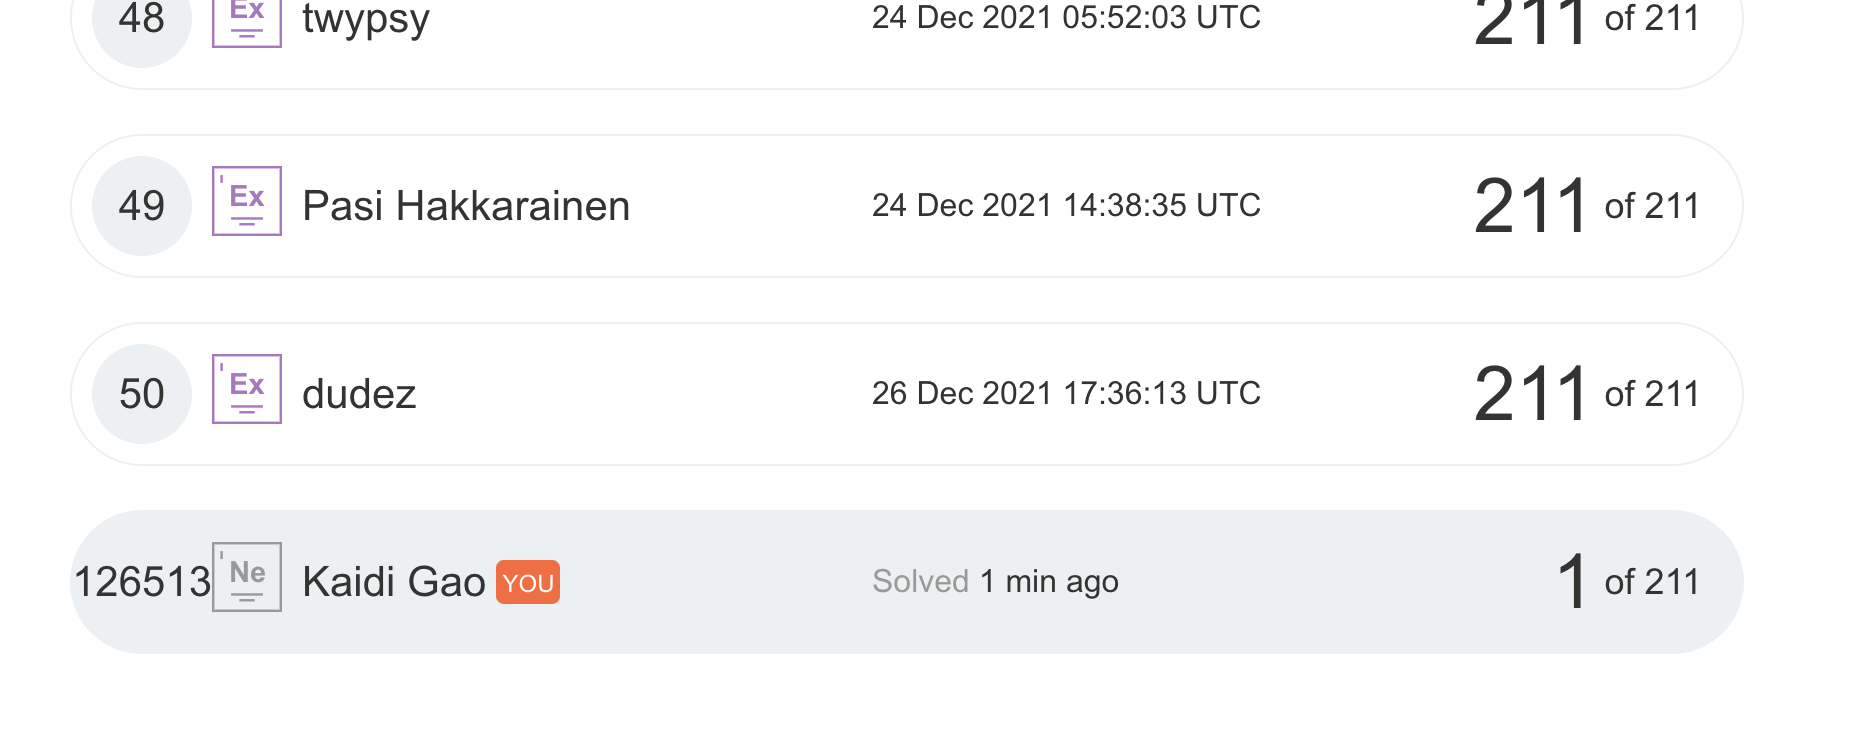 48 Ex twypsy 24 Dec 2021 05:52:03 UTC 211 of 211
49 Ex Pasi Hakkarainen 24 Dec 2021 14:38:35 UTC 211 of 211
50 Ex dudez 26 Dec 2021 17:36:13 UTC 211 of 211
126513 Ne Kaidi Gao YOU Solved 1 min ago 1 of 211